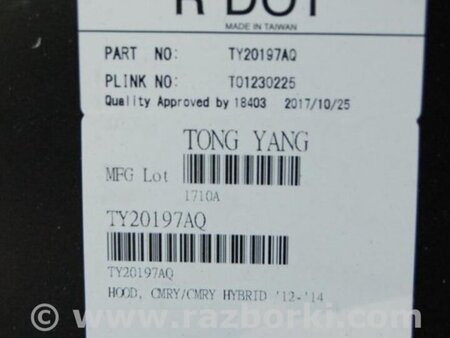 R DOT
MADE IN TAIWAN
PART NO: TY20197AQ
PLINK NO: T01230225
Quality Approved by 18403 2017/10/25
TONG YANG
MFG Lot
1710A
TY20197AQ
TY20197AQ
HOOD, CMRY/CMRY HYBRID '12-'14
© www.razborki.com